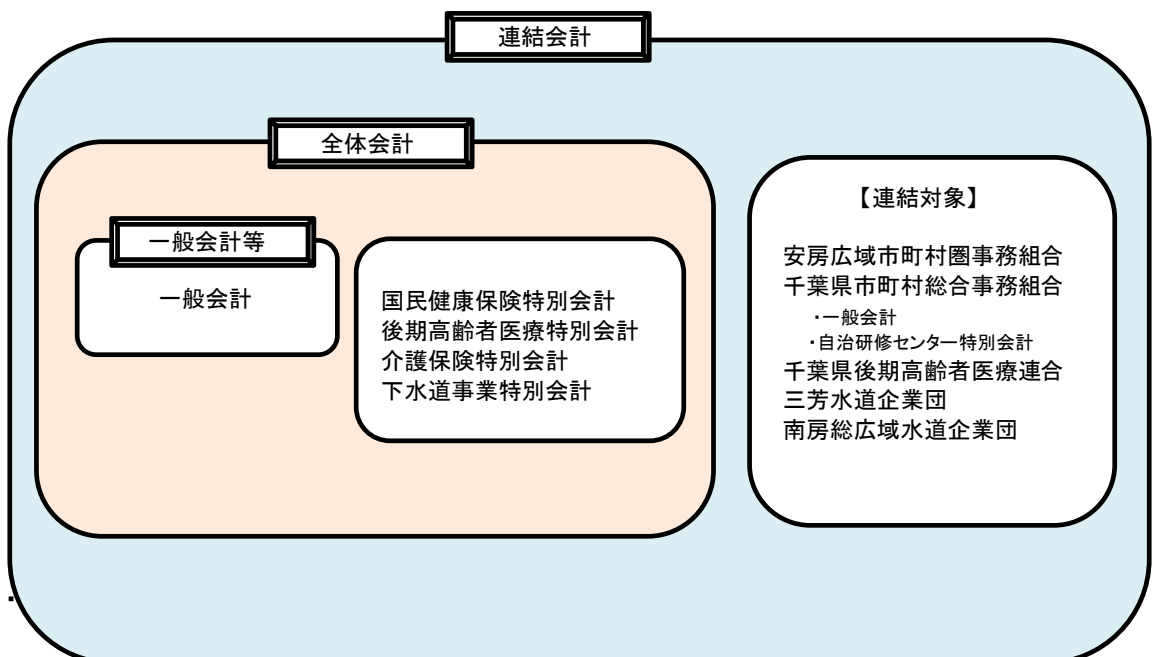 連結会計
全体会計
一般会計等
一般会計
国民健康保険特別会計
後期高齢者医療特別会計
介護保険特別会計
下水道事業特別会計
【連結対象】
安房広域市町村圏事務組合
千葉県市町村総合事務組合
・一般会計
・自治研修センター特別会計
千葉県後期高齢者医療連合
三芳水道企業団
南房総広域水道企業団